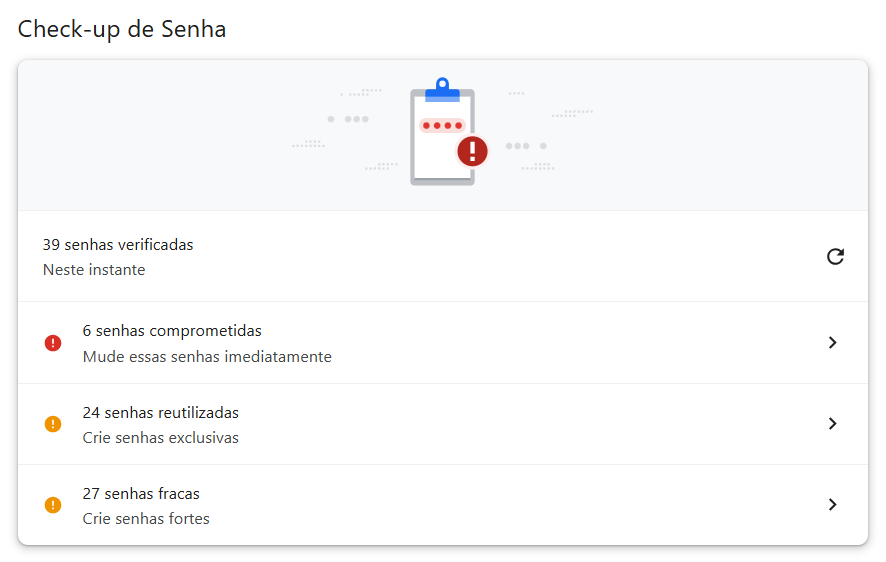 Check-up de Senha
39 senhas verificadas
Neste instante
6 senhas comprometidas
Mude essas senhas imediatamente
24 senhas reutilizadas
Crie senhas exclusivas
27 senhas fracas
Crie senhas fortes